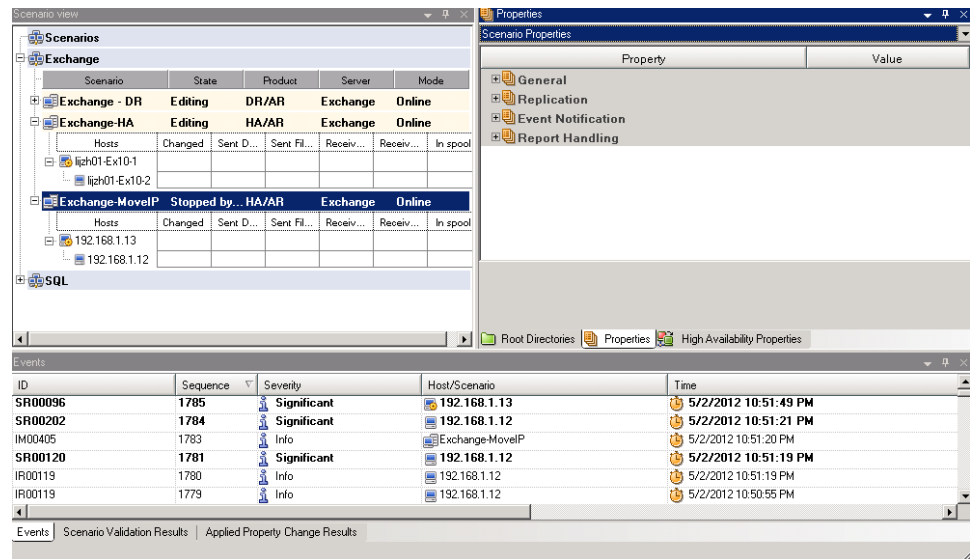 Scenario view
Scenarios
Exchange
Scenario State Product Server Mode
Exchange - DR Editing DR/AR Exchange Online
Exchange-HA Editing HA/AR Exchange Online
Hosts Changed Sent D... Sent Fil... Receiv... Receiv... In spool
lijzh01-Ex10-1
lijzh01-Ex10-2
Exchange-MoveIP Stopped by... HA/AR Exchange Online
Hosts Changed Sent D... Sent Fil... Receiv... Receiv... In spool
192.168.1.13
192.168.1.12
SQL
Properties
Scenario Properties
Property Value
General
Replication
Event Notification
Report Handling
Root Directories Properties High Availability Properties
Events
ID Sequence Severity Host/Scenario Time
SR00096 1785 Significant 192.168.1.13 5/2/2012 10:51:49 PM
SR00202 1784 Significant 192.168.1.12 5/2/2012 10:51:21 PM
IM00405 1783 Info Exchange-MoveIP 5/2/2012 10:51:20 PM
SR00120 1781 Significant 192.168.1.12 5/2/2012 10:51:19 PM
IR00119 1780 Info 192.168.1.12 5/2/2012 10:51:19 PM
IR00119 1779 Info 192.168.1.12 5/2/2012 10:50:55 PM
Events Scenario Validation Results Applied Property Change Results